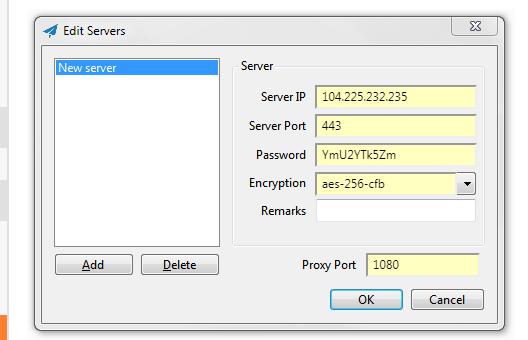 Edit Servers
New server
Server
Server IP 104.225.232.235
Server Port 443
Password YmU2YTk5Zm
Encryption aes-256-cfb
Remarks
Add Delete
Proxy Port 1080
OK Cancel